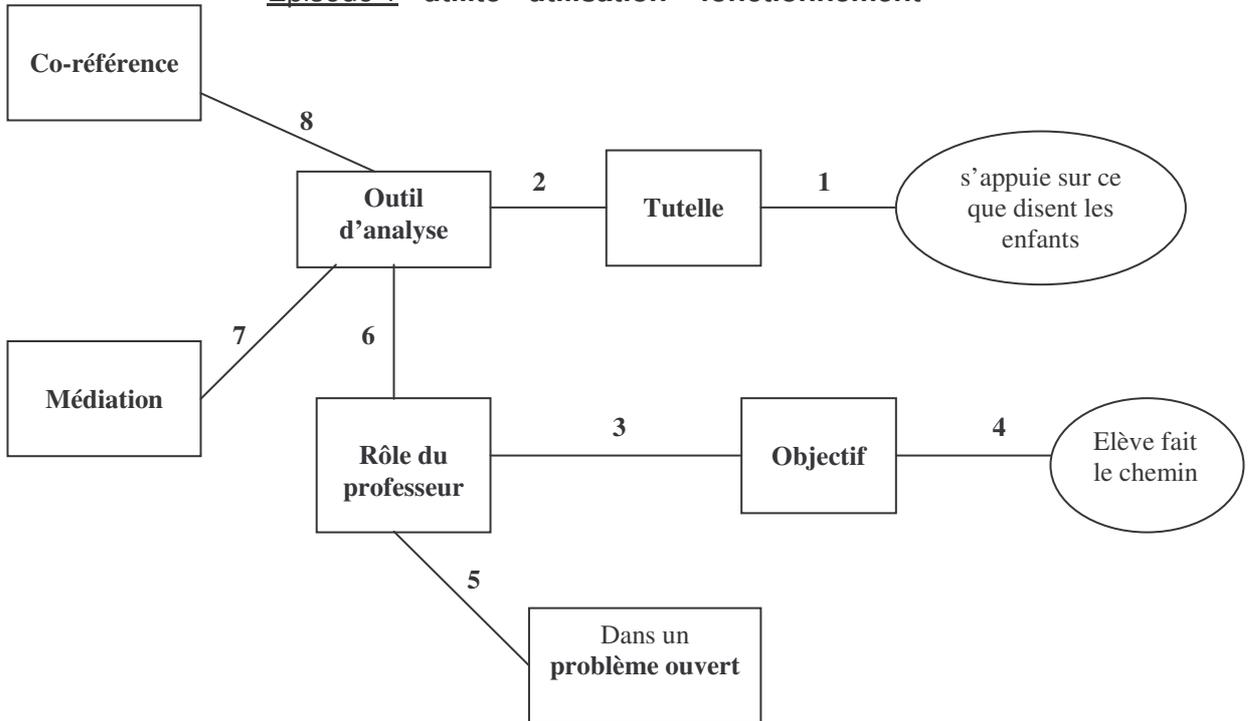 Co-référence
8
Outil
d'analyse
2
Tutelle
1
s'appuie sur ce
que disent les
enfants
7
6
Médiation
Rôle du
professeur
3
Objectif
4
Elève fait
le chemin
5
Dans un
problème ouvert